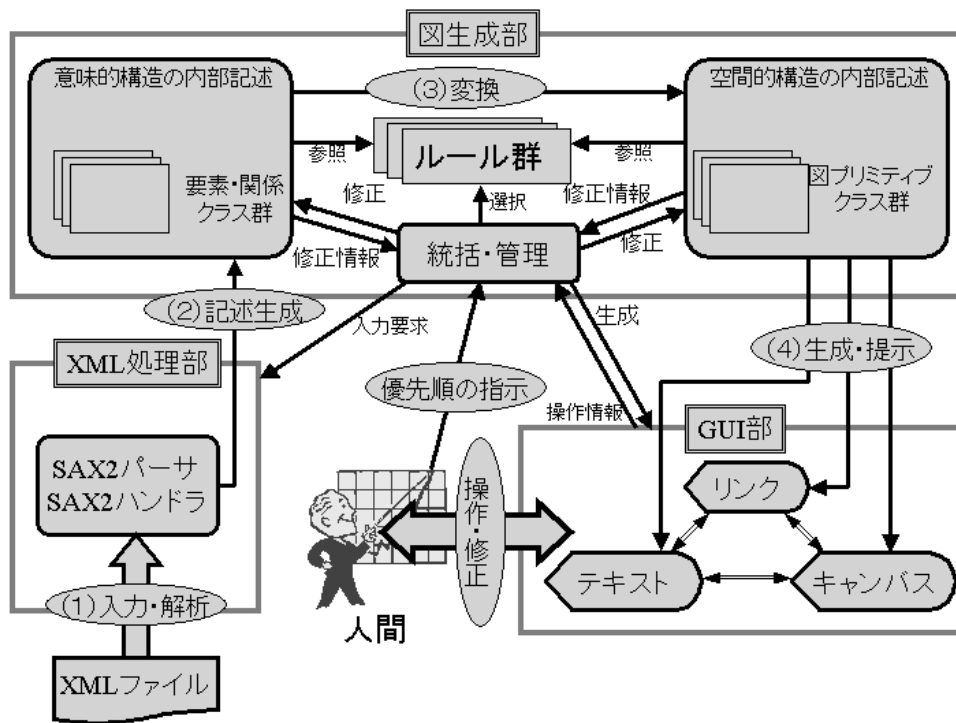 図生成部
意味的構造の内部記述
空間的構造の内部記述
(3)変換
参照
ルール群
参照
要素・関係
クラス群
修正
選択
修正情報
図プリミティブ
クラス群
修正情報
統括・管理
修正
(2)記述生成
入力要求
生成
(4)生成・提示
XML処理部
優先順の指示
操作情報
GUI部
SAX2パーサ
SAX2ハンドラ
操作・修正
リンク
テキスト
キャンバス
(1)入力・解析
人間
XMLファイル